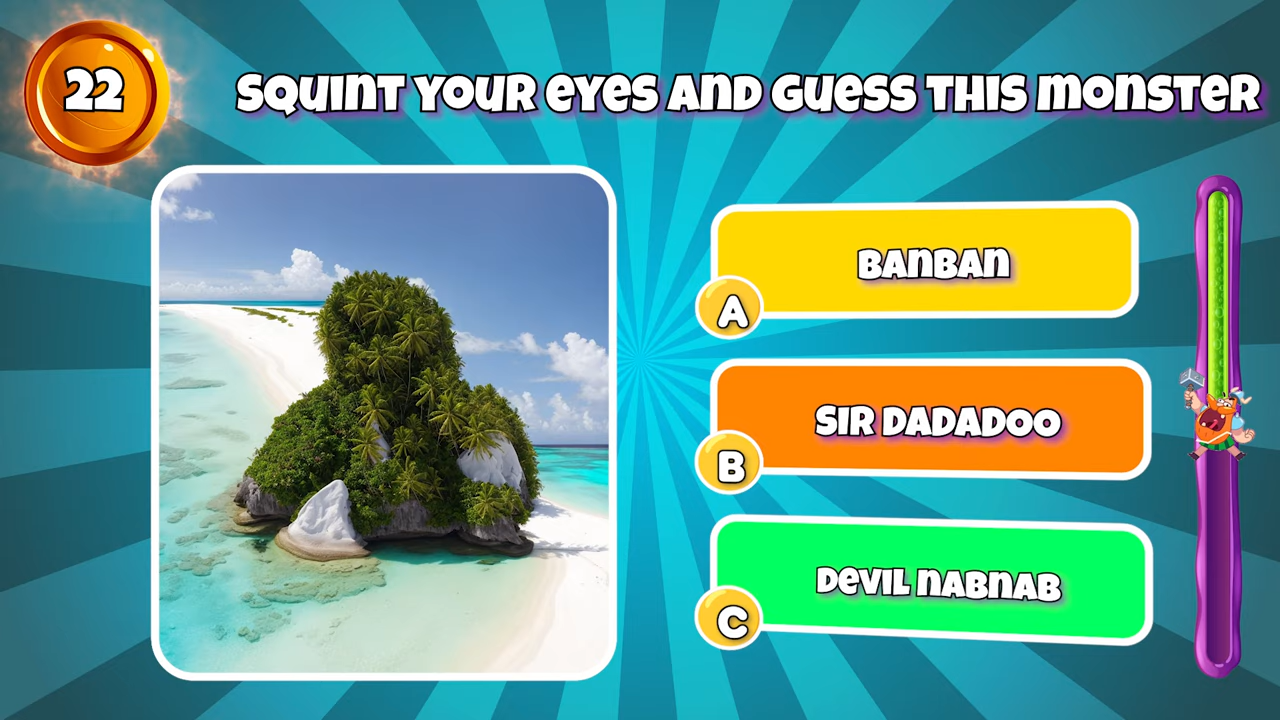 22
SQUINT YOUR EYES AND GUESS THIS MONSTER
BANBAN
A
SIR DADADOO
B
DEVIL NABNAB
C